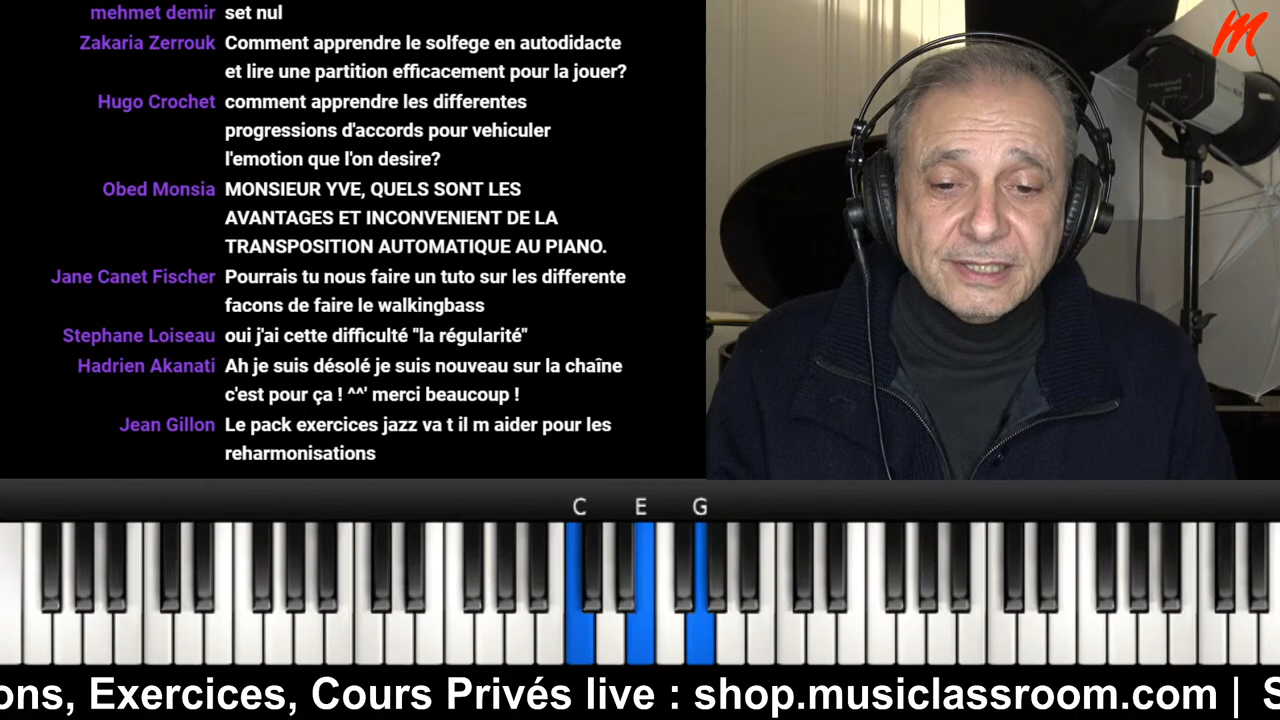 mehmet demir set nul
Zakaria Zerrouk Comment apprendre le solfege en autodidacte
et lire une partition efficacement pour la jouer?
Hugo Crochet comment apprendre les differentes
progressions d'accords pour vehiculer
l'emotion que l'on desire?
Obed Monsia MONSIEUR YVE, QUELS SONT LES
AVANTAGES ET INCONVENIENT DE LA
TRANSPOSITION AUTOMATIQUE AU PIANO.
Jane Canet Fischer Pourrais tu nous faire un tuto sur les differente
facons de faire le walkingbass
Stephane Loiseau oui j'ai cette difficulté "la régularité"
Hadrien Akanati Ah je suis désolé je suis nouveau sur la chaîne
c'est pour ça ! ^^' merci beaucoup !
Jean Gillon Le pack exercices jazz va t il m aider pour les
reharmonisations
M
C E G
ons, Exercices, Cours Privés live : shop.musiclassroom.com | S